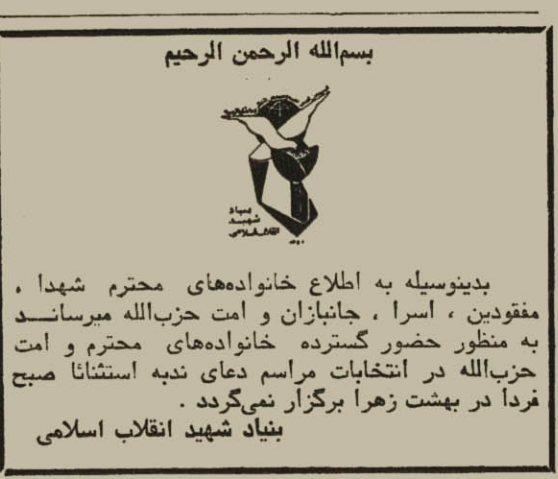 بسم‌الله الرحمن الرحیم
بنیاد
شهید
انقلاب اسلامی
بدینوسیله به اطلاع خانواده‌های محترم شهدا ،
مفقودین ، اسرا ، جانبازان و امت حزب‌الله میرساند
به منظور حضور گسترده خانواده‌های محترم و امت
حزب‌الله در انتخابات مراسم دعای ندبه استثنائا صبح
فردا در بهشت زهرا برگزار نمی‌گردد .
بنیاد شهید انقلاب اسلامی